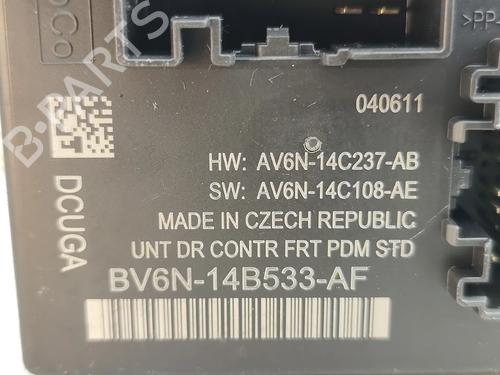 >PP-
040611
HW: AV6N-14C237-AB
SW: AV6N-14C108-AE
MADE IN CZECH REPUBLIC
UNT DR CONTR FRT PDM STD
BV6N-14B533-AF
DCUGA
B-PARTS